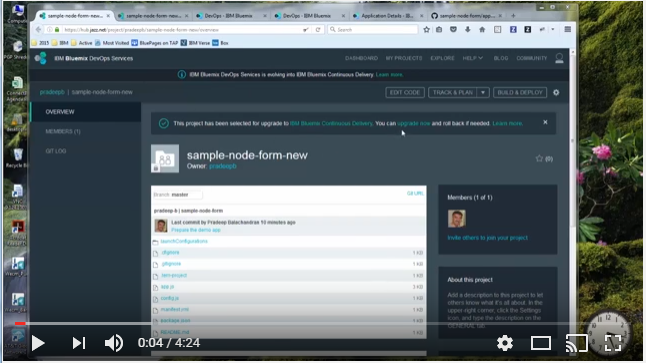 sample-node-form-new...
sample-node-form-new...
DevOps - IBM Bluemix
DevOps - IBM Bluemix
Application Details - IB...
sample-node-form/app...
https://hub.jazz.net/project/pradeepb/sample-node-form-new/overview
Search
2015 IBM Active Most Visited BluePages on TAP IBM Verse Box
IBM Bluemix DevOps Services
DASHBOARD MY PROJECTS EXPLORE HELP BLOG COMMUNITY
IBM Bluemix DevOps Services is evolving into IBM Bluemix Continuous Delivery. Learn more.
pradeepb | sample-node-form-new
EDIT CODE TRACK & PLAN BUILD & DEPLOY
OVERVIEW
MEMBERS (1)
GIT LOG
This project has been selected for upgrade to IBM Bluemix Continuous Delivery. You can upgrade now and roll back if needed. Learn more.
sample-node-form-new
Owner: pradeepb
(0)
Branch: master
Git URL
pradeep b | sample-node-form
Last commit by Pradeep Balachandran 10 minutes ago
Prepare the demo app
launchConfigurations
.cfignore
1 KB
.gitignore
1 KB
1 KB
app.js
3 KB
config.js
1 KB
manifest.yml
1 KB
package.json
1 KB
README.md
Members (1 of 1)
Invite others to join your project
About this project
Add a description to this project to
let others know what it's all about. In the
upper-right corner, click the Settings
icon, and type the description on the
GENERAL tab.
Recycle Bin
0:04 / 4:24